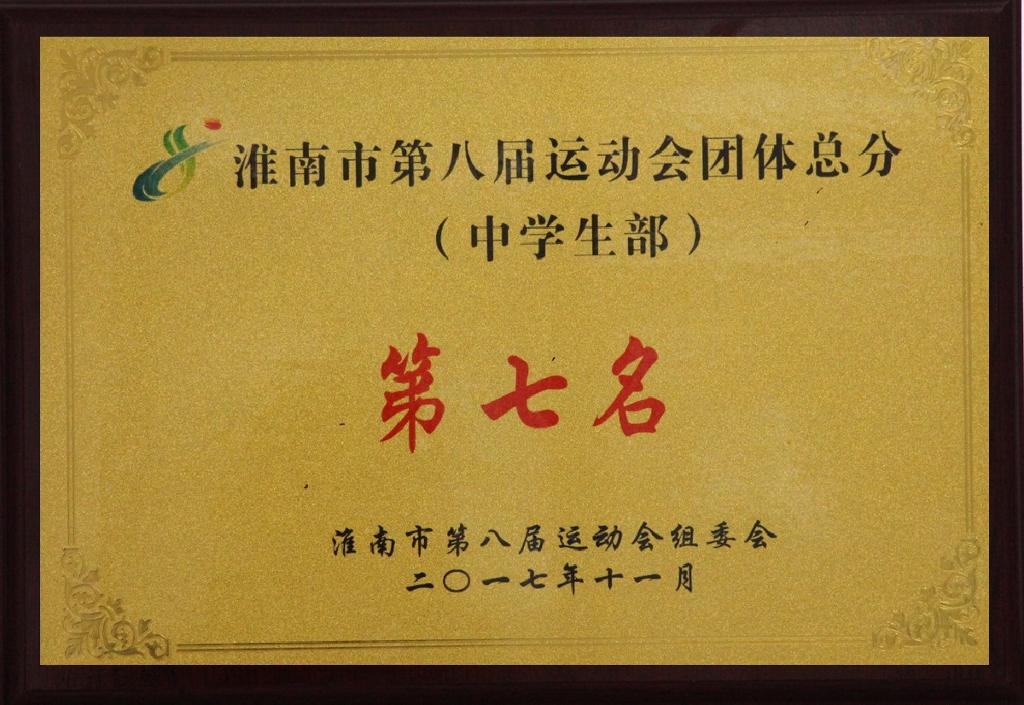 淮南市第八届运动会团体总分
（中学生部）
第七名
淮南市第八届运动会组委会
二〇一七年十一月